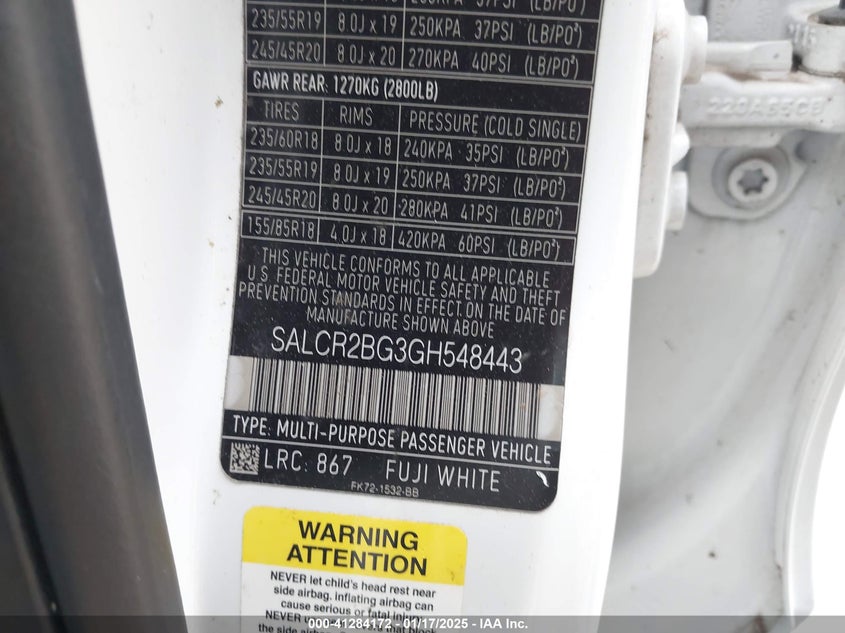 235/55R19 8.0J x 19 250KPA 37PSI (LB/PO²)
245/45R20 8.0J x 20 270KPA 40PSI (LB/PO²)
GAWR REAR: 1270KG (2800LB)
TIRES RIMS PRESSURE (COLD SINGLE)
235/60R18 8.0J x 18 240KPA 35PSI (LB/PO²)
235/55R19 8.0J x 19 250KPA 37PSI (LB/PO²)
245/45R20 8.0J x 20 280KPA 41PSI (LB/PO²)
155/85R18 4.0J x 18 420KPA 60PSI (LB/PO²)
THIS VEHICLE CONFORMS TO ALL APPLICABLE
U.S. FEDERAL MOTOR VEHICLE SAFETY AND THEFT
PREVENTION STANDARDS IN EFFECT ON THE DATE OF
MANUFACTURE SHOWN ABOVE
SALCR2BG3GH548443
TYPE: MULTI-PURPOSE PASSENGER VEHICLE
LRC: 867 FUJI WHITE
FK72-1532-BB
WARNING
ATTENTION
NEVER let child's head rest near
side airbag. inflating airbag can
cause serious or fatal
NEVER
the side airbag.
000-41284172 - 01/17/2025 - IAAI.com